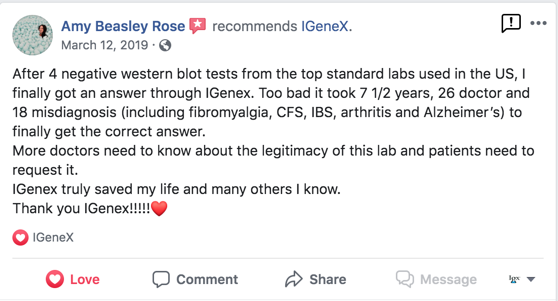 Amy Beasley Rose recommends IGeneX.
March 12, 2019 ·
After 4 negative western blot tests from the top standard labs used in the US, I
finally got an answer through IGenex. Too bad it took 7 1/2 years, 26 doctor and
18 misdiagnosis (including fibromyalgia, CFS, IBS, arthritis and Alzheimer's) to
finally get the correct answer.
More doctors need to know about the legitimacy of this lab and patients need to
request it.
IGenex truly saved my life and many others I know.
Thank you IGenex!!!!!❤️
IGeneX
Love Comment Share Message